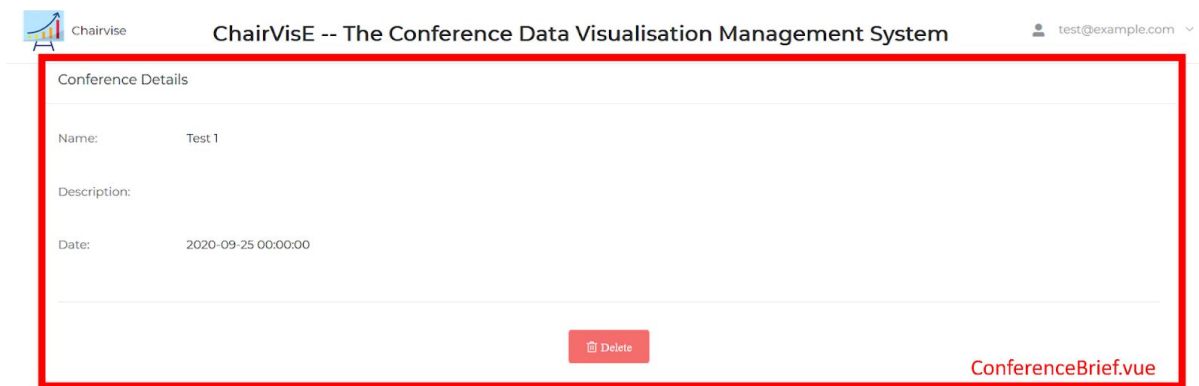 Chairvise
ChairVisE -- The Conference Data Visualisation Management System
test@example.com
Conference Details
Name: Test 1
Description:
Date: 2020-09-25 00:00:00
Delete
ConferenceBrief.vue